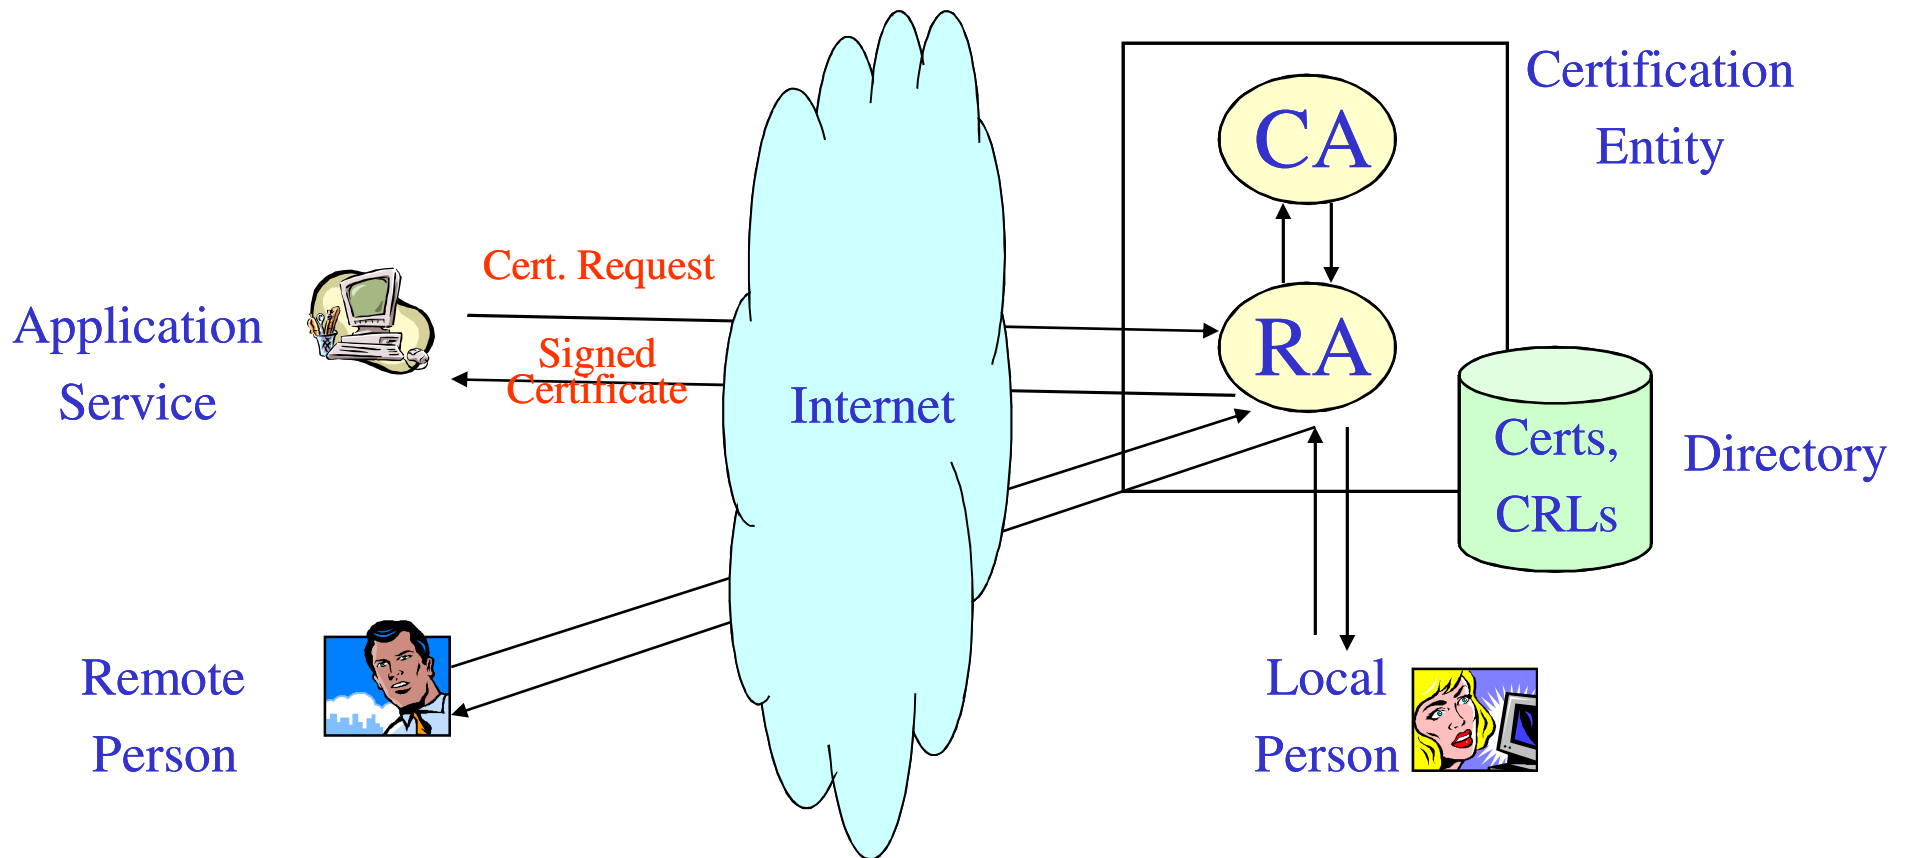 Certification
Entity
CA
Cert. Request
Application
Service
Signed
Certificate
RA
Internet
Certs,
CRLs
Directory
Remote
Person
Local
Person